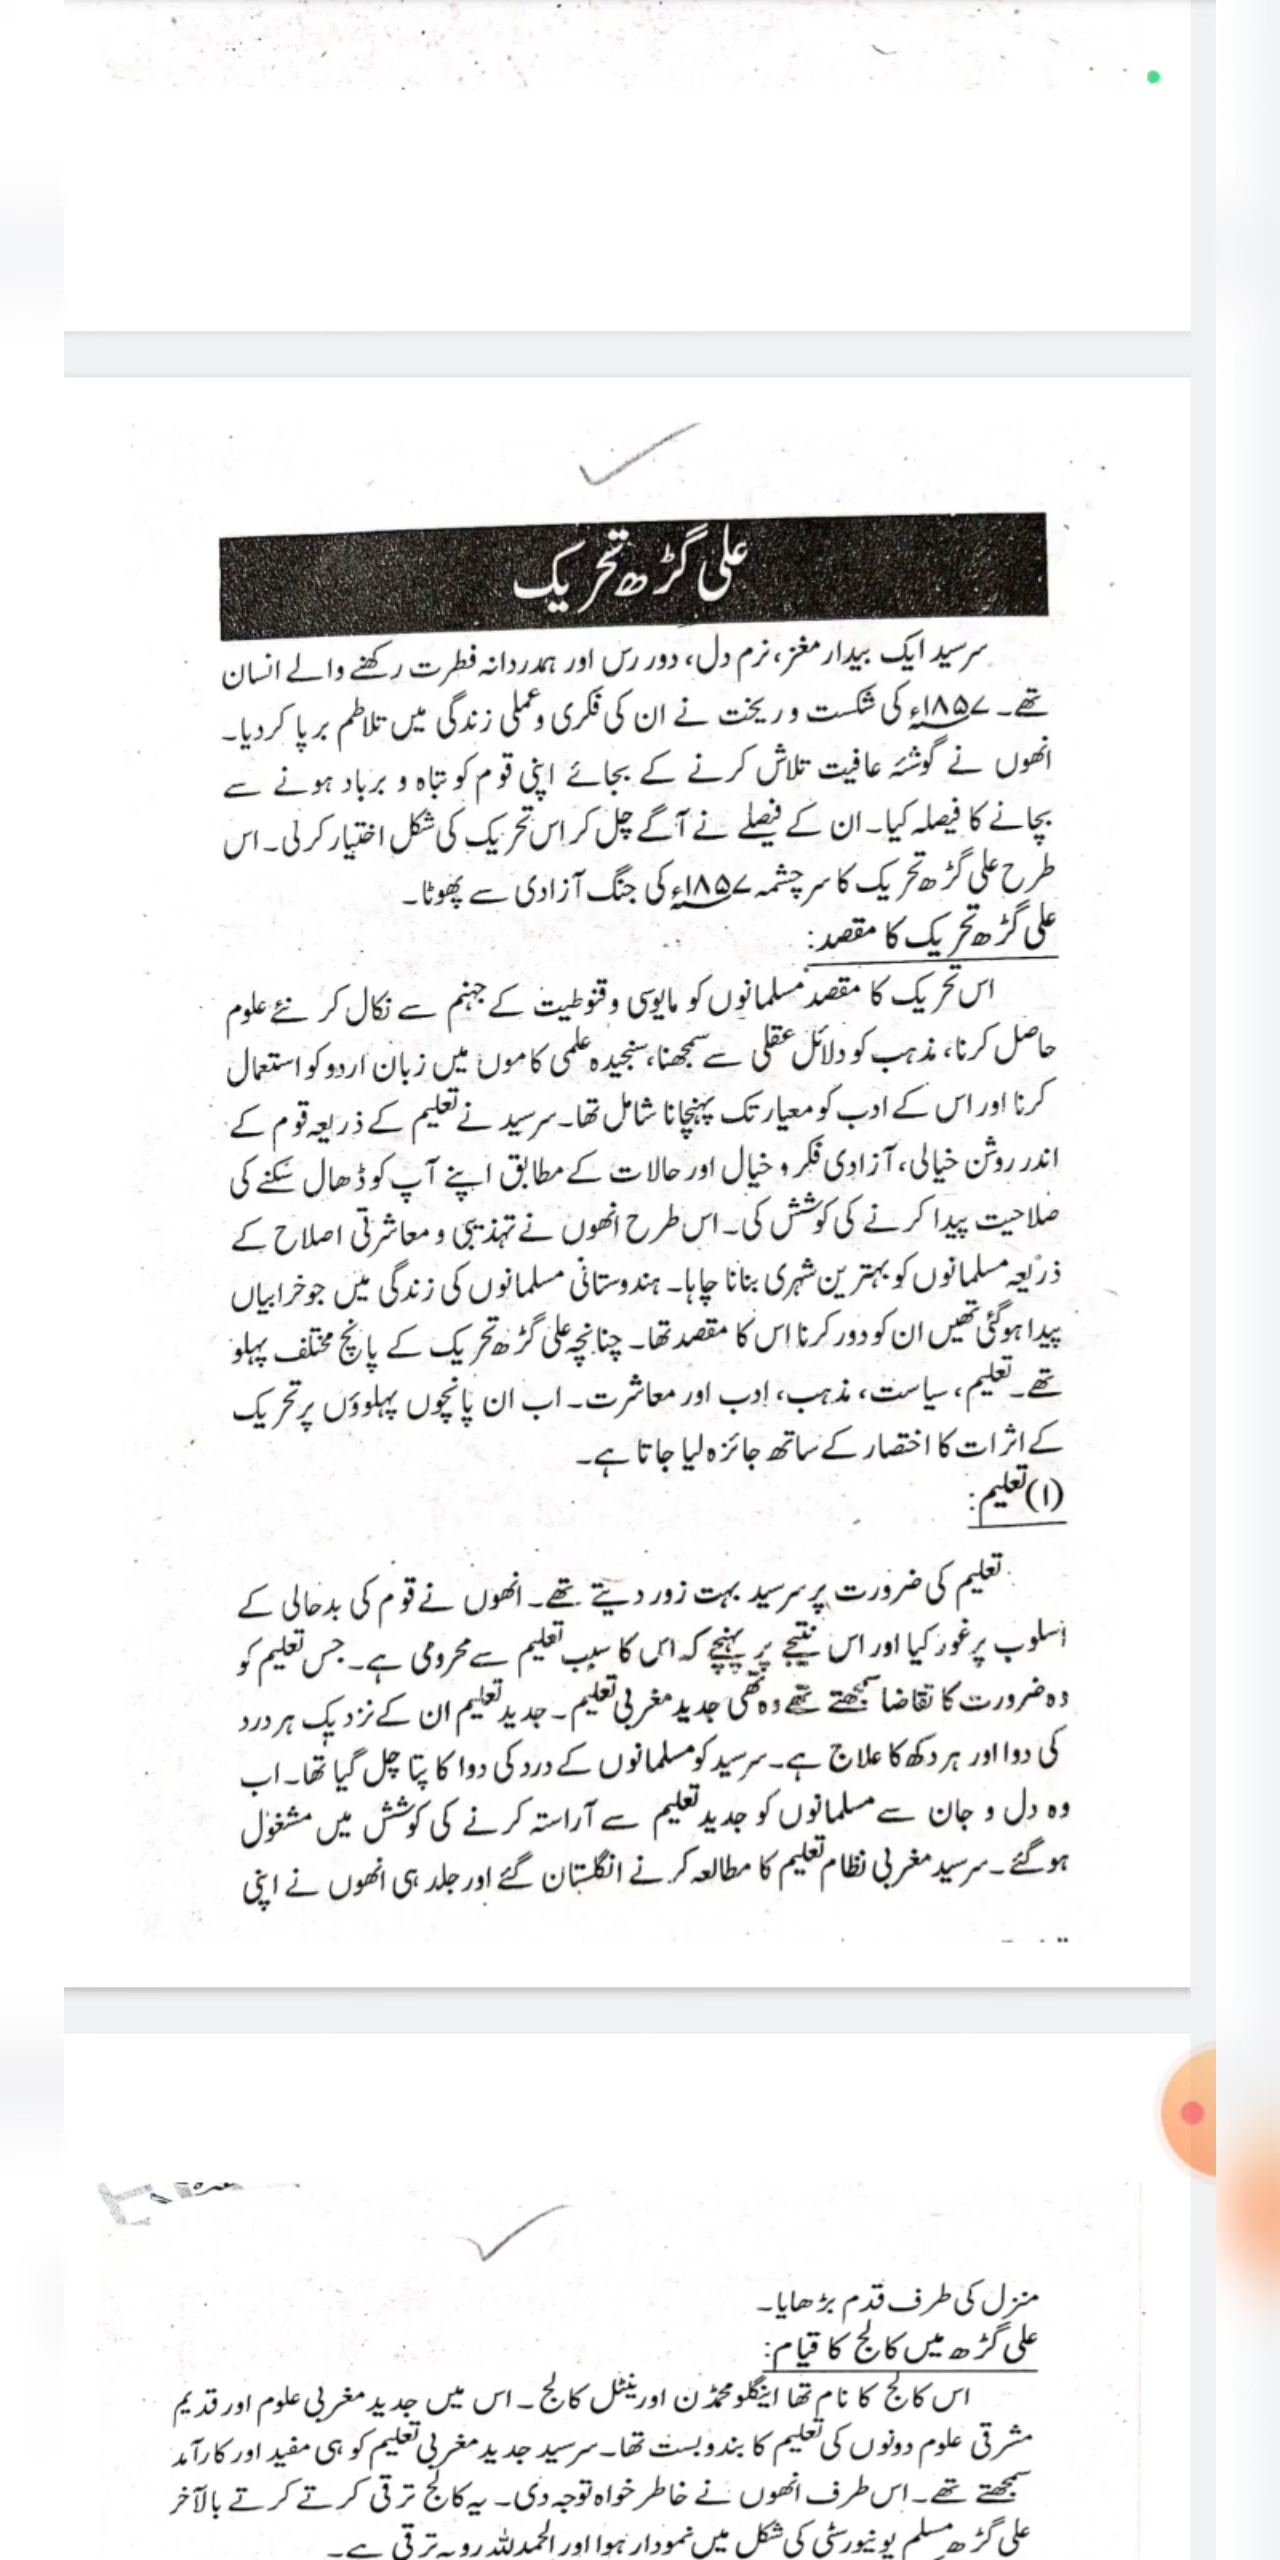 علی گڑھ تحریک
سرسید ایک بیدار مغز، نرم دل، دور رس اور ہمدردانہ فطرت رکھنے والے انسان
تھے۔ ۱۸۵۷ء کی شکست و ریخت نے ان کی فکری و عملی زندگی میں تلاطم برپا کردیا۔
انھوں نے گوشئہ عافیت تلاش کرنے کے بجائے اپنی قوم کو تباہ و برباد ہونے سے
بچانے کا فیصلہ کیا۔ ان کے فیصلے نے آگے چل کر اس تحریک کی شکل اختیار کرلی۔ اس
طرح علی گڑھ تحریک کا سرچشمہ ۱۸۵۷ء کی جنگ آزادی سے پھوٹا۔
علی گڑھ تحریک کا مقصد:
اس تحریک کا مقصد مسلمانوں کو مایوسی و قنوطیت کے جہنم سے نکال کر نئے علوم
حاصل کرنا، مذہب کو دلائل عقلی سے سمجھنا، سنجیدہ علمی کاموں میں زبان اردو کو استعمال
کرنا اور اس کے ادب کو معیار تک پہنچانا شامل تھا۔ سرسید نے تعلیم کے ذریعہ قوم کے
اندر روشن خیالی، آزادی فکر و خیال اور حالات کے مطابق اپنے آپ کو ڈھال سکنے کی
صلاحیت پیدا کرنے کی کوشش کی۔ اس طرح انھوں نے تہذیبی و معاشرتی اصلاح کے
ذریعہ مسلمانوں کو بہترین شہری بنانا چاہا۔ ہندوستانی مسلمانوں کی زندگی میں جو خرابیاں
پیدا ہوگئی تھیں ان کو دور کرنا اس کا مقصد تھا۔ چنانچہ علی گڑھ تحریک کے پانچ مختلف پہلو
تھے۔ تعلیم، سیاست، مذہب، ادب اور معاشرت۔ اب ان پانچوں پہلوؤں پر تحریک
کے اثرات کا اختصار کے ساتھ جائزہ لیا جاتا ہے۔
(۱) تعلیم:
تعلیم کی ضرورت پر سرسید بہت زور دیتے تھے۔ انھوں نے قوم کی بدحالی کے
اسلوب پر غور کیا اور اس نتیجے پر پہنچے کہ اس کا سبب تعلیم سے محرومی ہے۔ جس تعلیم کو
وہ ضرورت کا تقاضا سمجھتے تھے وہ تھی جدید مغربی تعلیم۔ جدید تعلیم ان کے نزدیک ہر درد
کی دوا اور ہر دکھ کا علاج ہے۔ سرسید کو مسلمانوں کے درد کی دوا کا پتا چل گیا تھا۔ اب
وہ دل و جان سے مسلمانوں کو جدید تعلیم سے آراستہ کرنے کی کوشش میں مشغول
ہوگئے۔ سرسید مغربی نظام تعلیم کا مطالعہ کرنے انگلستان گئے اور جلد ہی انھوں نے اپنی
منزل کی طرف قدم بڑھایا۔
علی گڑھ میں کالج کا قیام:
اس کالج کا نام تھا اینگلو محمڈن اورینٹل کالج۔ اس میں جدید مغربی علوم اور قدیم
مشرقی علوم دونوں کی تعلیم کا بندوبست تھا۔ سرسید جدید مغربی تعلیم کو ہی مفید اور کارآمد
سمجھتے تھے۔ اس طرف انھوں نے خاطر خواہ توجہ دی۔ یہ کالج ترقی کرتے کرتے بالآخر
علی گڑھ مسلم یونیورسٹی کی شکل میں نمودار ہوا اور الحمدللہ روبہ ترقی ہے۔